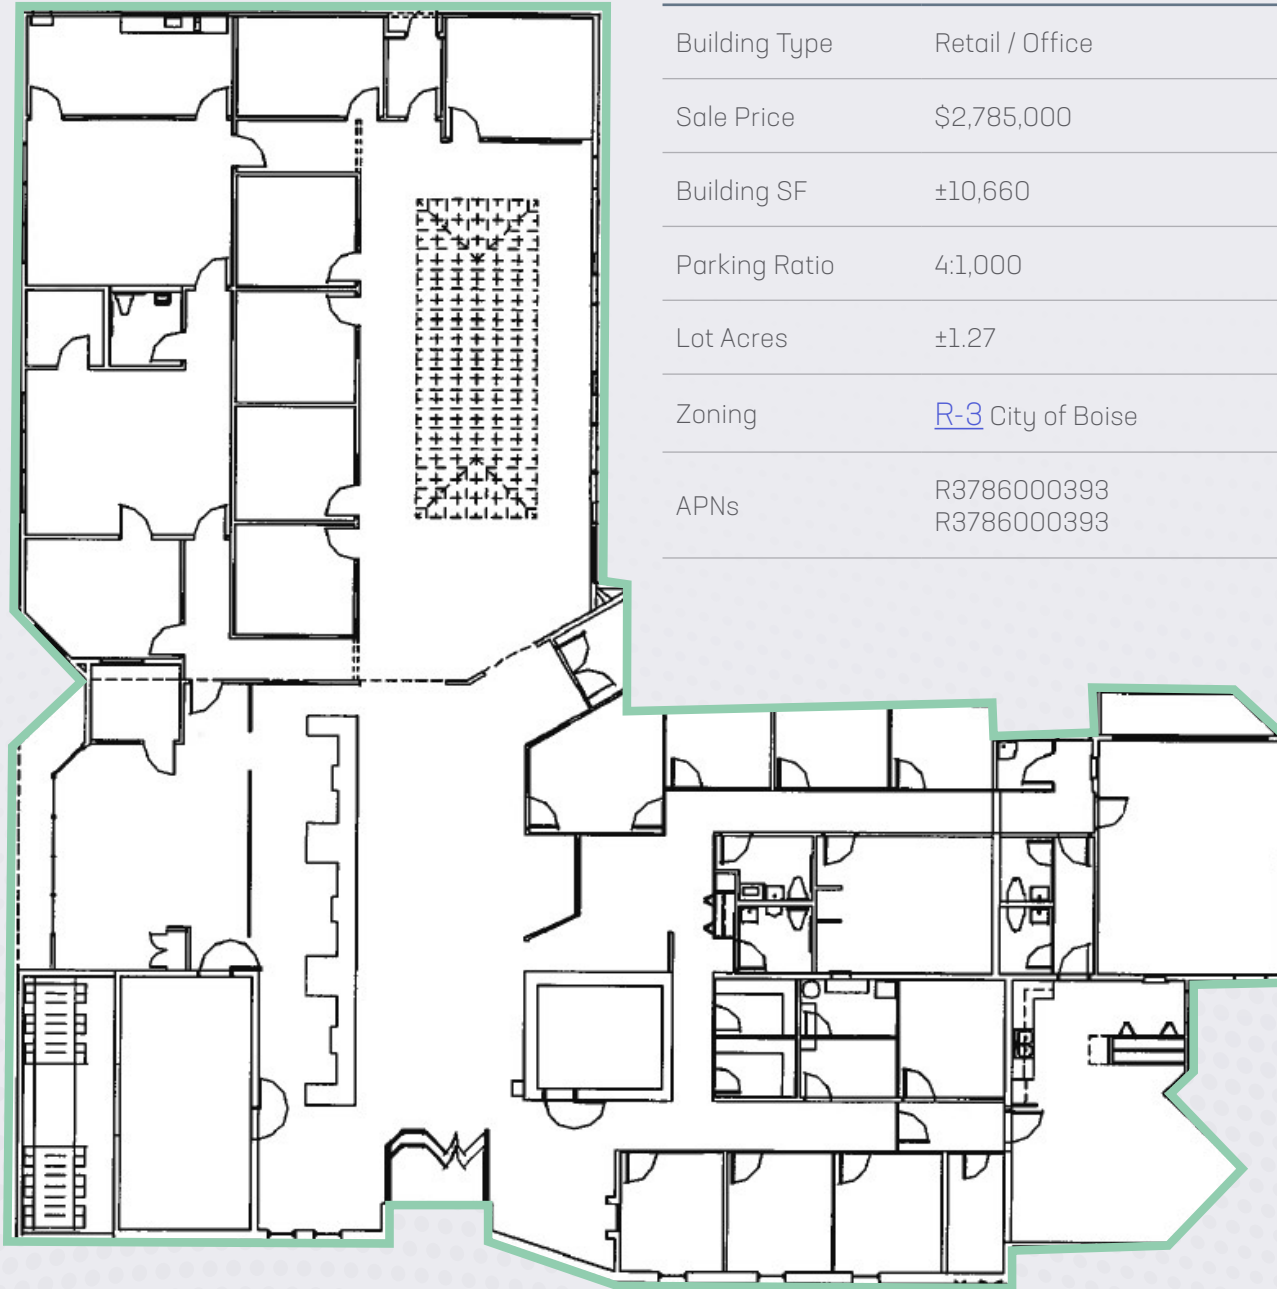 Building Type Retail / Office
Sale Price $2,785,000
Building SF ±10,660
Parking Ratio 4:1,000
Lot Acres ±1.27
Zoning R-3 City of Boise
APNs R3786000393
R3786000393